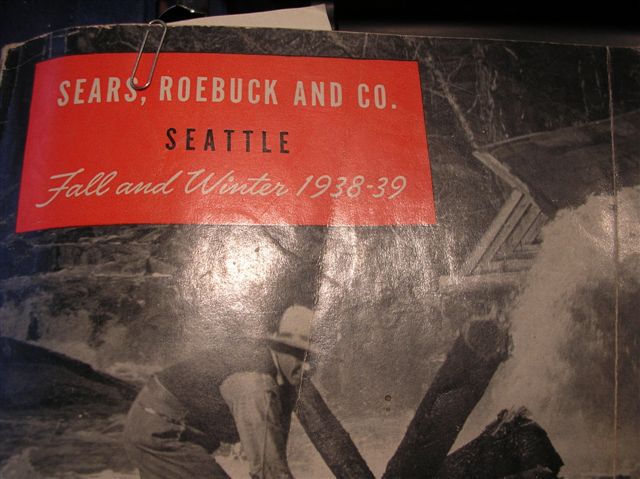 SEARS, ROEBUCK AND CO.
SEATTLE
Fall and Winter 1938-39